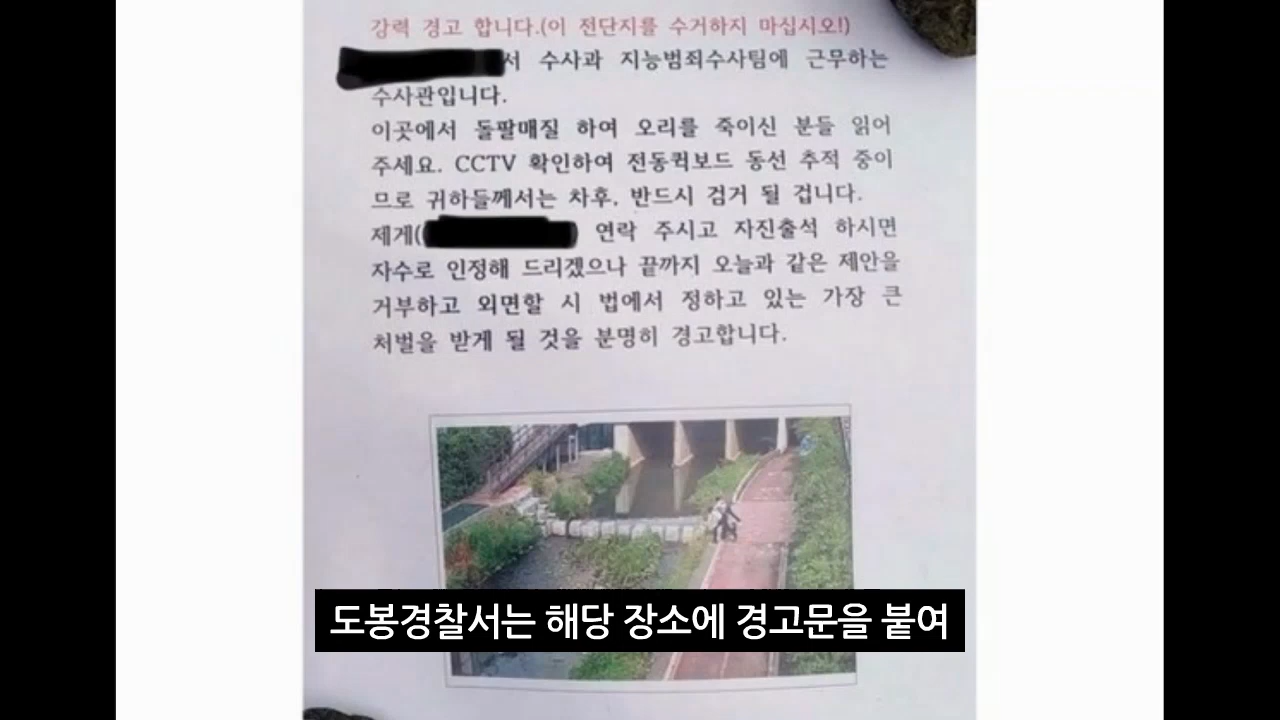 강력 경고 합니다.(이 전단지를 수거하지 마십시오!)
서 수사과 지능범죄수사팀에 근무하는
수사관입니다.
이곳에서 돌팔매질 하여 오리를 죽이신 분들 읽어
주세요. CCTV 확인하여 전동퀵보드 동선 추적 중이
므로 귀하들께서는 차후, 반드시 검거 될 겁니다.
제게( 연락 주시고 자진출석 하시면
자수로 인정해 드리겠으나 끝까지 오늘과 같은 제안을
거부하고 외면할 시 법에서 정하고 있는 가장 큰
처벌을 받게 될 것을 분명히 경고합니다.
도봉경찰서는 해당 장소에 경고문을 붙여